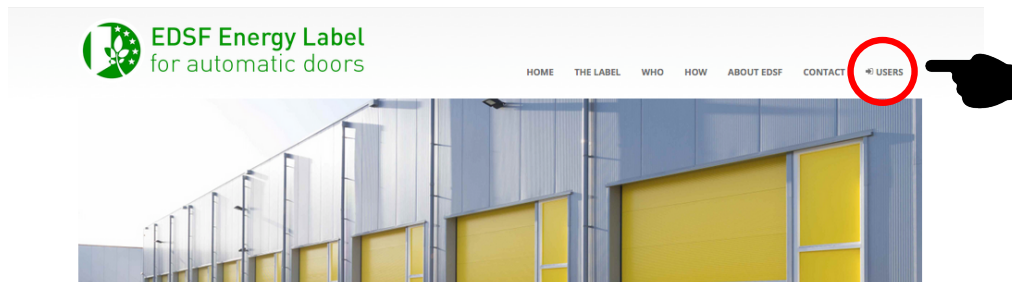 EDSF Energy Label
for automatic doors
HOME THE LABEL WHO HOW ABOUT EDSF CONTACT USERS